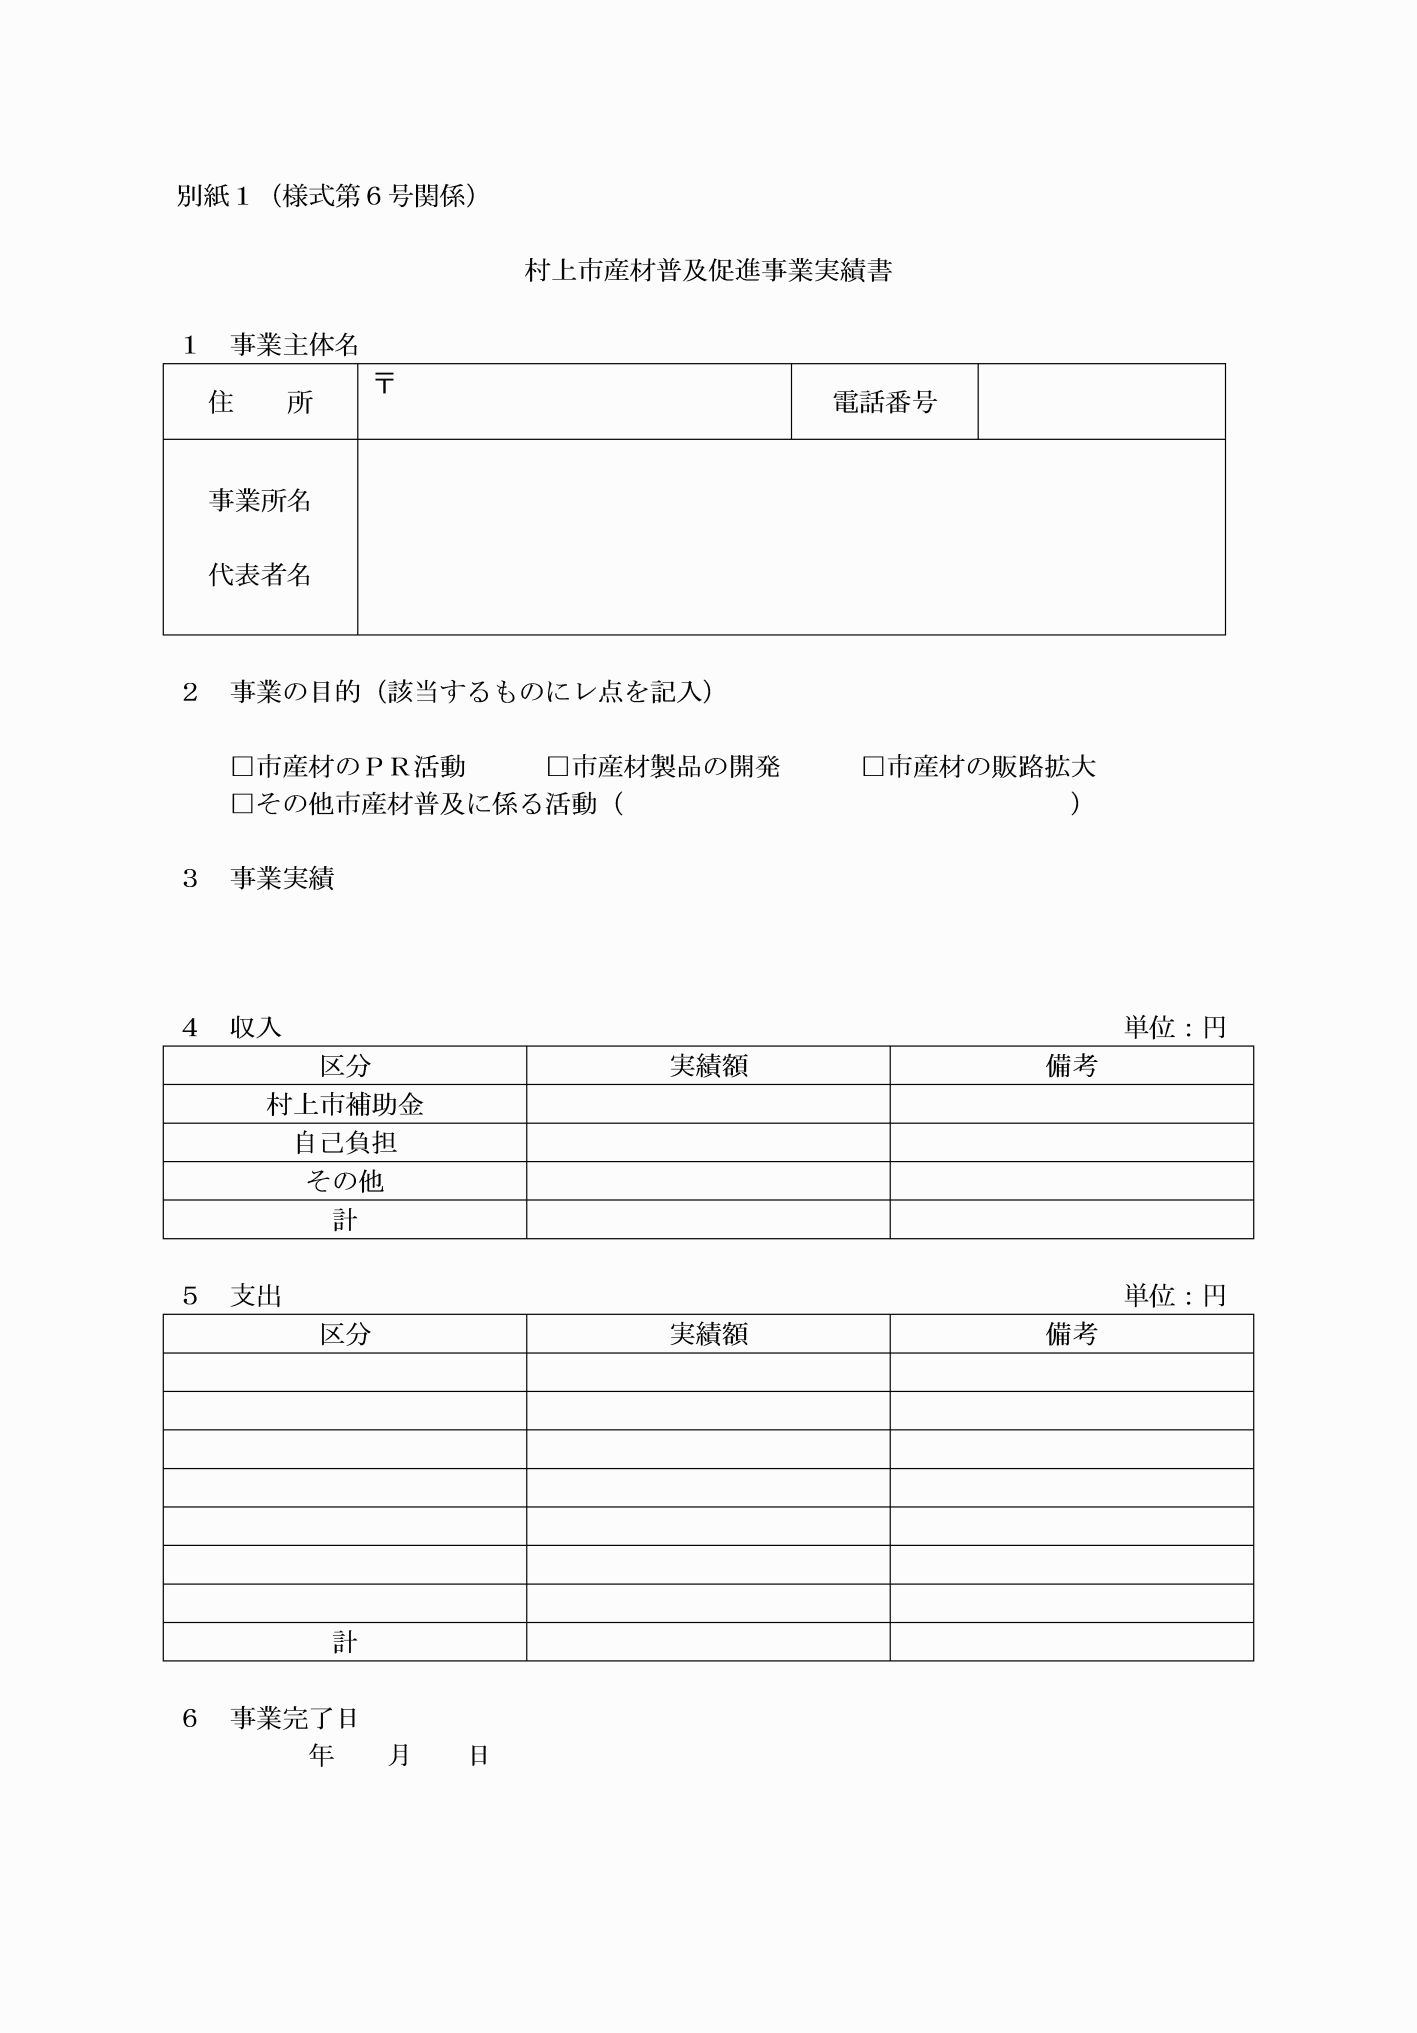 別紙１（様式第６号関係）
村上市産材普及促進事業実績書
１　事業主体名
住　　所　〒　電話番号
事業所名
代表者名
２　事業の目的（該当するものにレ点を記入）
□市産材のＰＲ活動　　　□市産材製品の開発　　　□市産材の販路拡大
□その他市産材普及に係る活動（　　　　　　　　　　　　　　　　　）
３　事業実績
４　収入　単位：円
区分　実績額　備考
村上市補助金
自己負担
その他
計
５　支出　単位：円
区分　実績額　備考
計
６　事業完了日
年　　月　　日